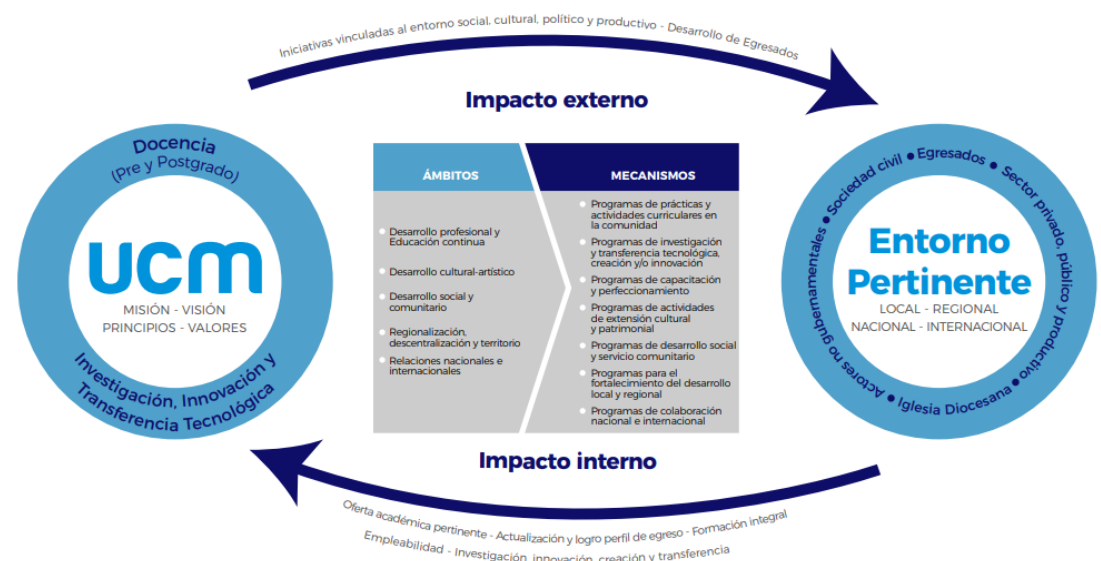 Iniciativas vinculadas al entorno social, cultural, político y productivo - Desarrollo de Egresados
Impacto externo
Docencia
(Pre y Postgrado)
UCM
MISIÓN - VISIÓN
PRINCIPIOS - VALORES
Investigación, Innovación y
Transferencia Tecnológica
ÁMBITOS
Desarrollo profesional y
Educación continua
Desarrollo cultural-artístico
Desarrollo social y
comunitario
Regionalización,
descentralización y territorio
Relaciones nacionales e
internacionales
MECANISMOS
Programas de prácticas y
actividades curriculares en
la comunidad
Programas de investigación
y transferencia tecnológica,
creación y/o innovación
Programas de capacitación
y perfeccionamiento
Programas de actividades
de extensión cultural
y patrimonial
Programas de desarrollo social
y servicio comunitario
Programas para el
fortalecimiento del desarrollo
local y regional
Programas de colaboración
nacional e internacional
Actores no gubernamentales ● Sociedad civil ● Egresados ● Sector privado, público y productivo ● Iglesia Diocesana ●
Entorno
Pertinente
LOCAL - REGIONAL
NACIONAL - INTERNACIONAL
Impacto interno
Oferta académica pertinente - Actualización y logro perfil de egreso - Formación integral
Empleabilidad - Investigación, innovación, creación y transferencia